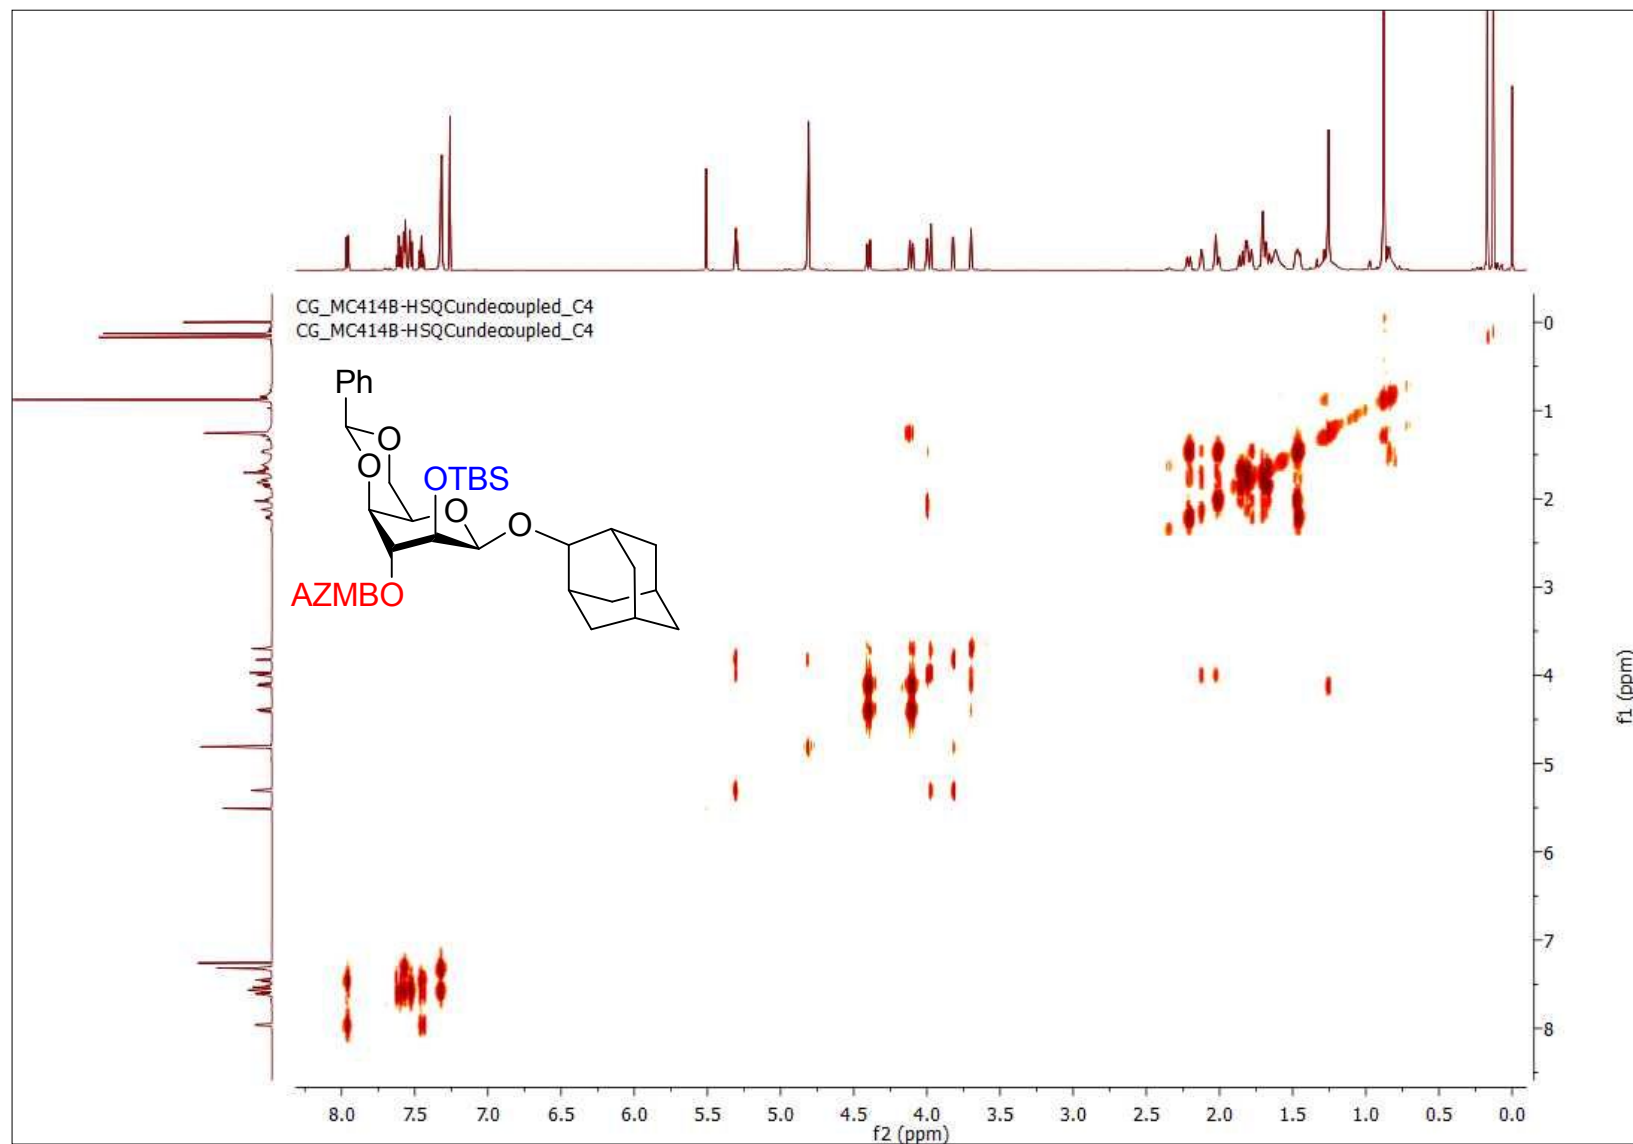 CG_MC414B-HSQCundecoupled_C4
CG_MC414B-HSQCundecoupled_C4
Ph
O
O
OTBS
O
O
AZMBO
0
1
2
3
4
5
6
7
8
f1 (ppm)
8.0 7.5 7.0 6.5 6.0 5.5 5.0 4.5 4.0 3.5 3.0 2.5 2.0 1.5 1.0 0.5 0.0
f2 (ppm)